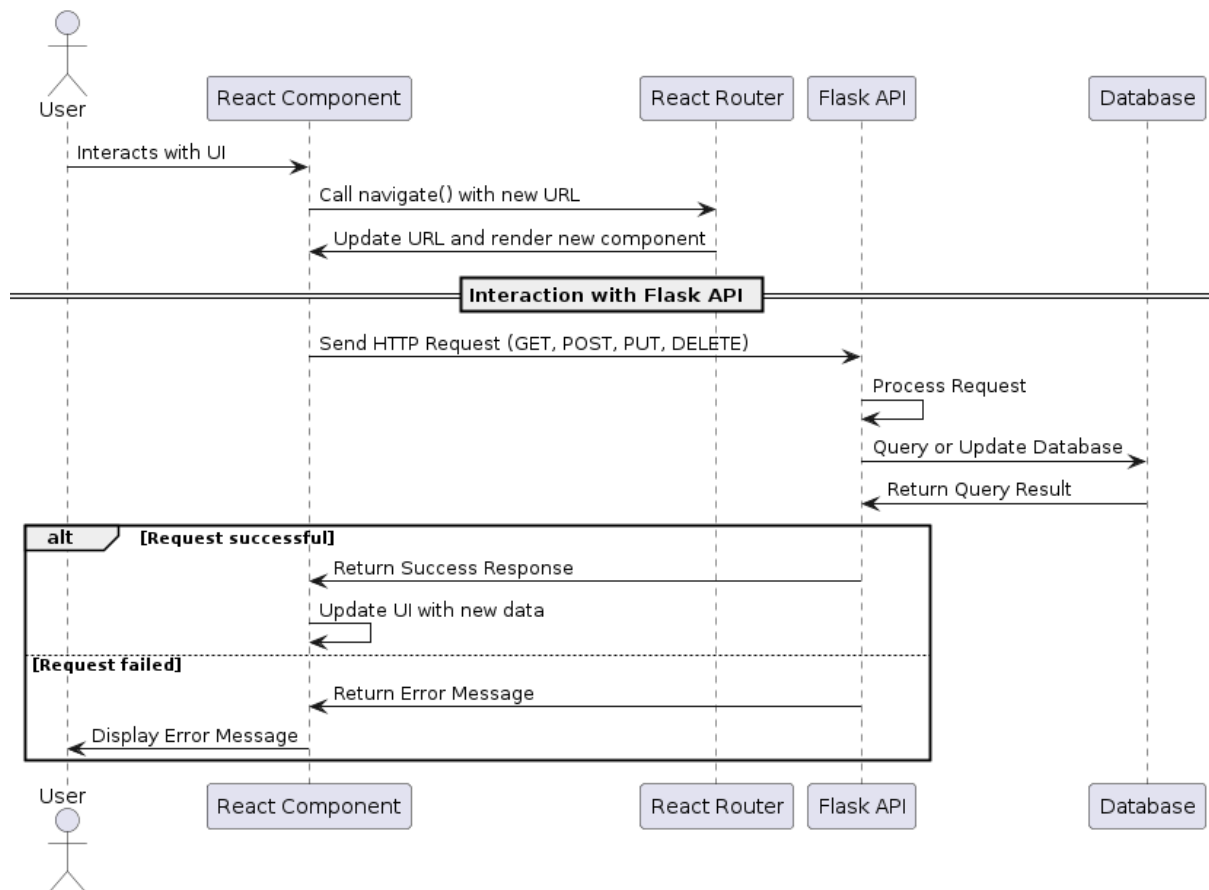 User
React Component
React Router
Flask API
Database
Interacts with UI
Call navigate() with new URL
Update URL and render new component
Interaction with Flask API
Send HTTP Request (GET, POST, PUT, DELETE)
Process Request
Query or Update Database
Return Query Result
alt
[Request successful]
Return Success Response
Update UI with new data
[Request failed]
Return Error Message
Display Error Message
User
React Component
React Router
Flask API
Database